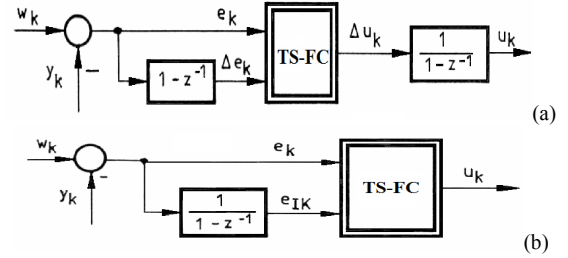 w_k e_k TS-FC Δu_k 1 / 1 - z⁻¹ u_k
y_k − 1 - z⁻¹ Δe_k
(a)
w_k e_k TS-FC u_k
y_k - 1 / 1 - z⁻¹ e_IK
(b)